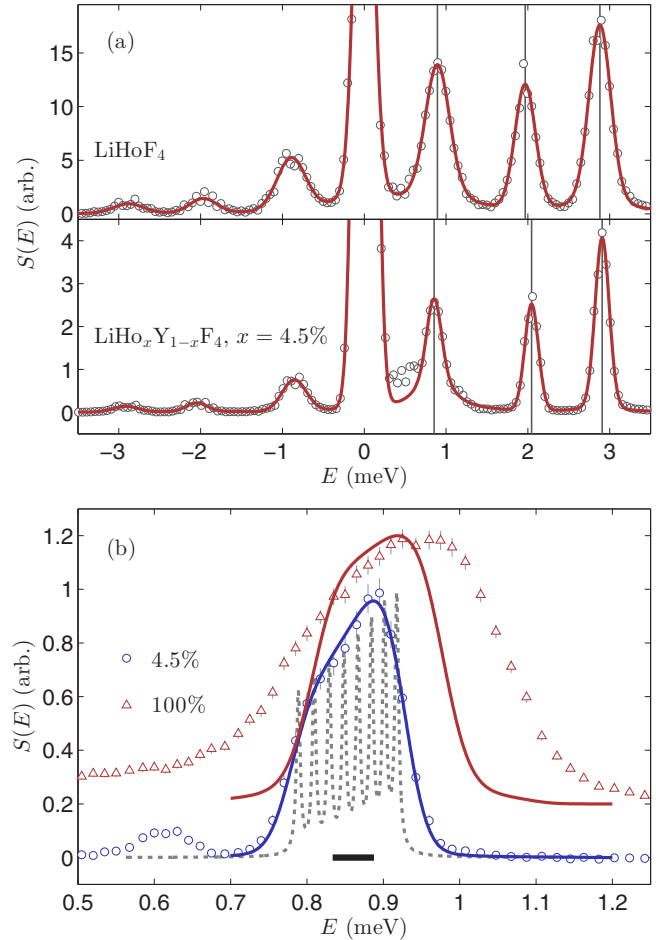 (a)
15
10
5
0
LiHoF4
S(E) (arb.)
4
3
2
1
0
LiHoxY1−xF4, x = 4.5%
−3 −2 −1 0 1 2 3
E (meV)
(b)
1.2
1
0.8
0.6
0.4
0.2
0
S(E) (arb.)
4.5%
100%
0.5 0.6 0.7 0.8 0.9 1 1.1 1.2
E (meV)